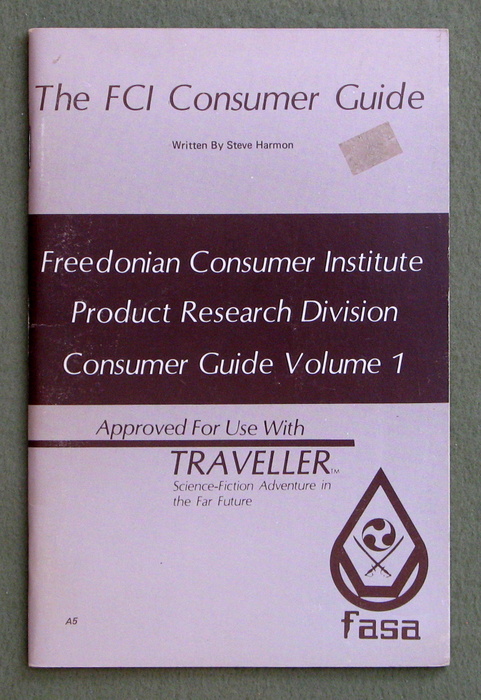 The FCI Consumer Guide
Written By Steve Harmon
Freedonian Consumer Institute
Product Research Division
Consumer Guide Volume 1
Approved For Use With
TRAVELLER™
Science-Fiction Adventure in
the Far Future
A5
fasa